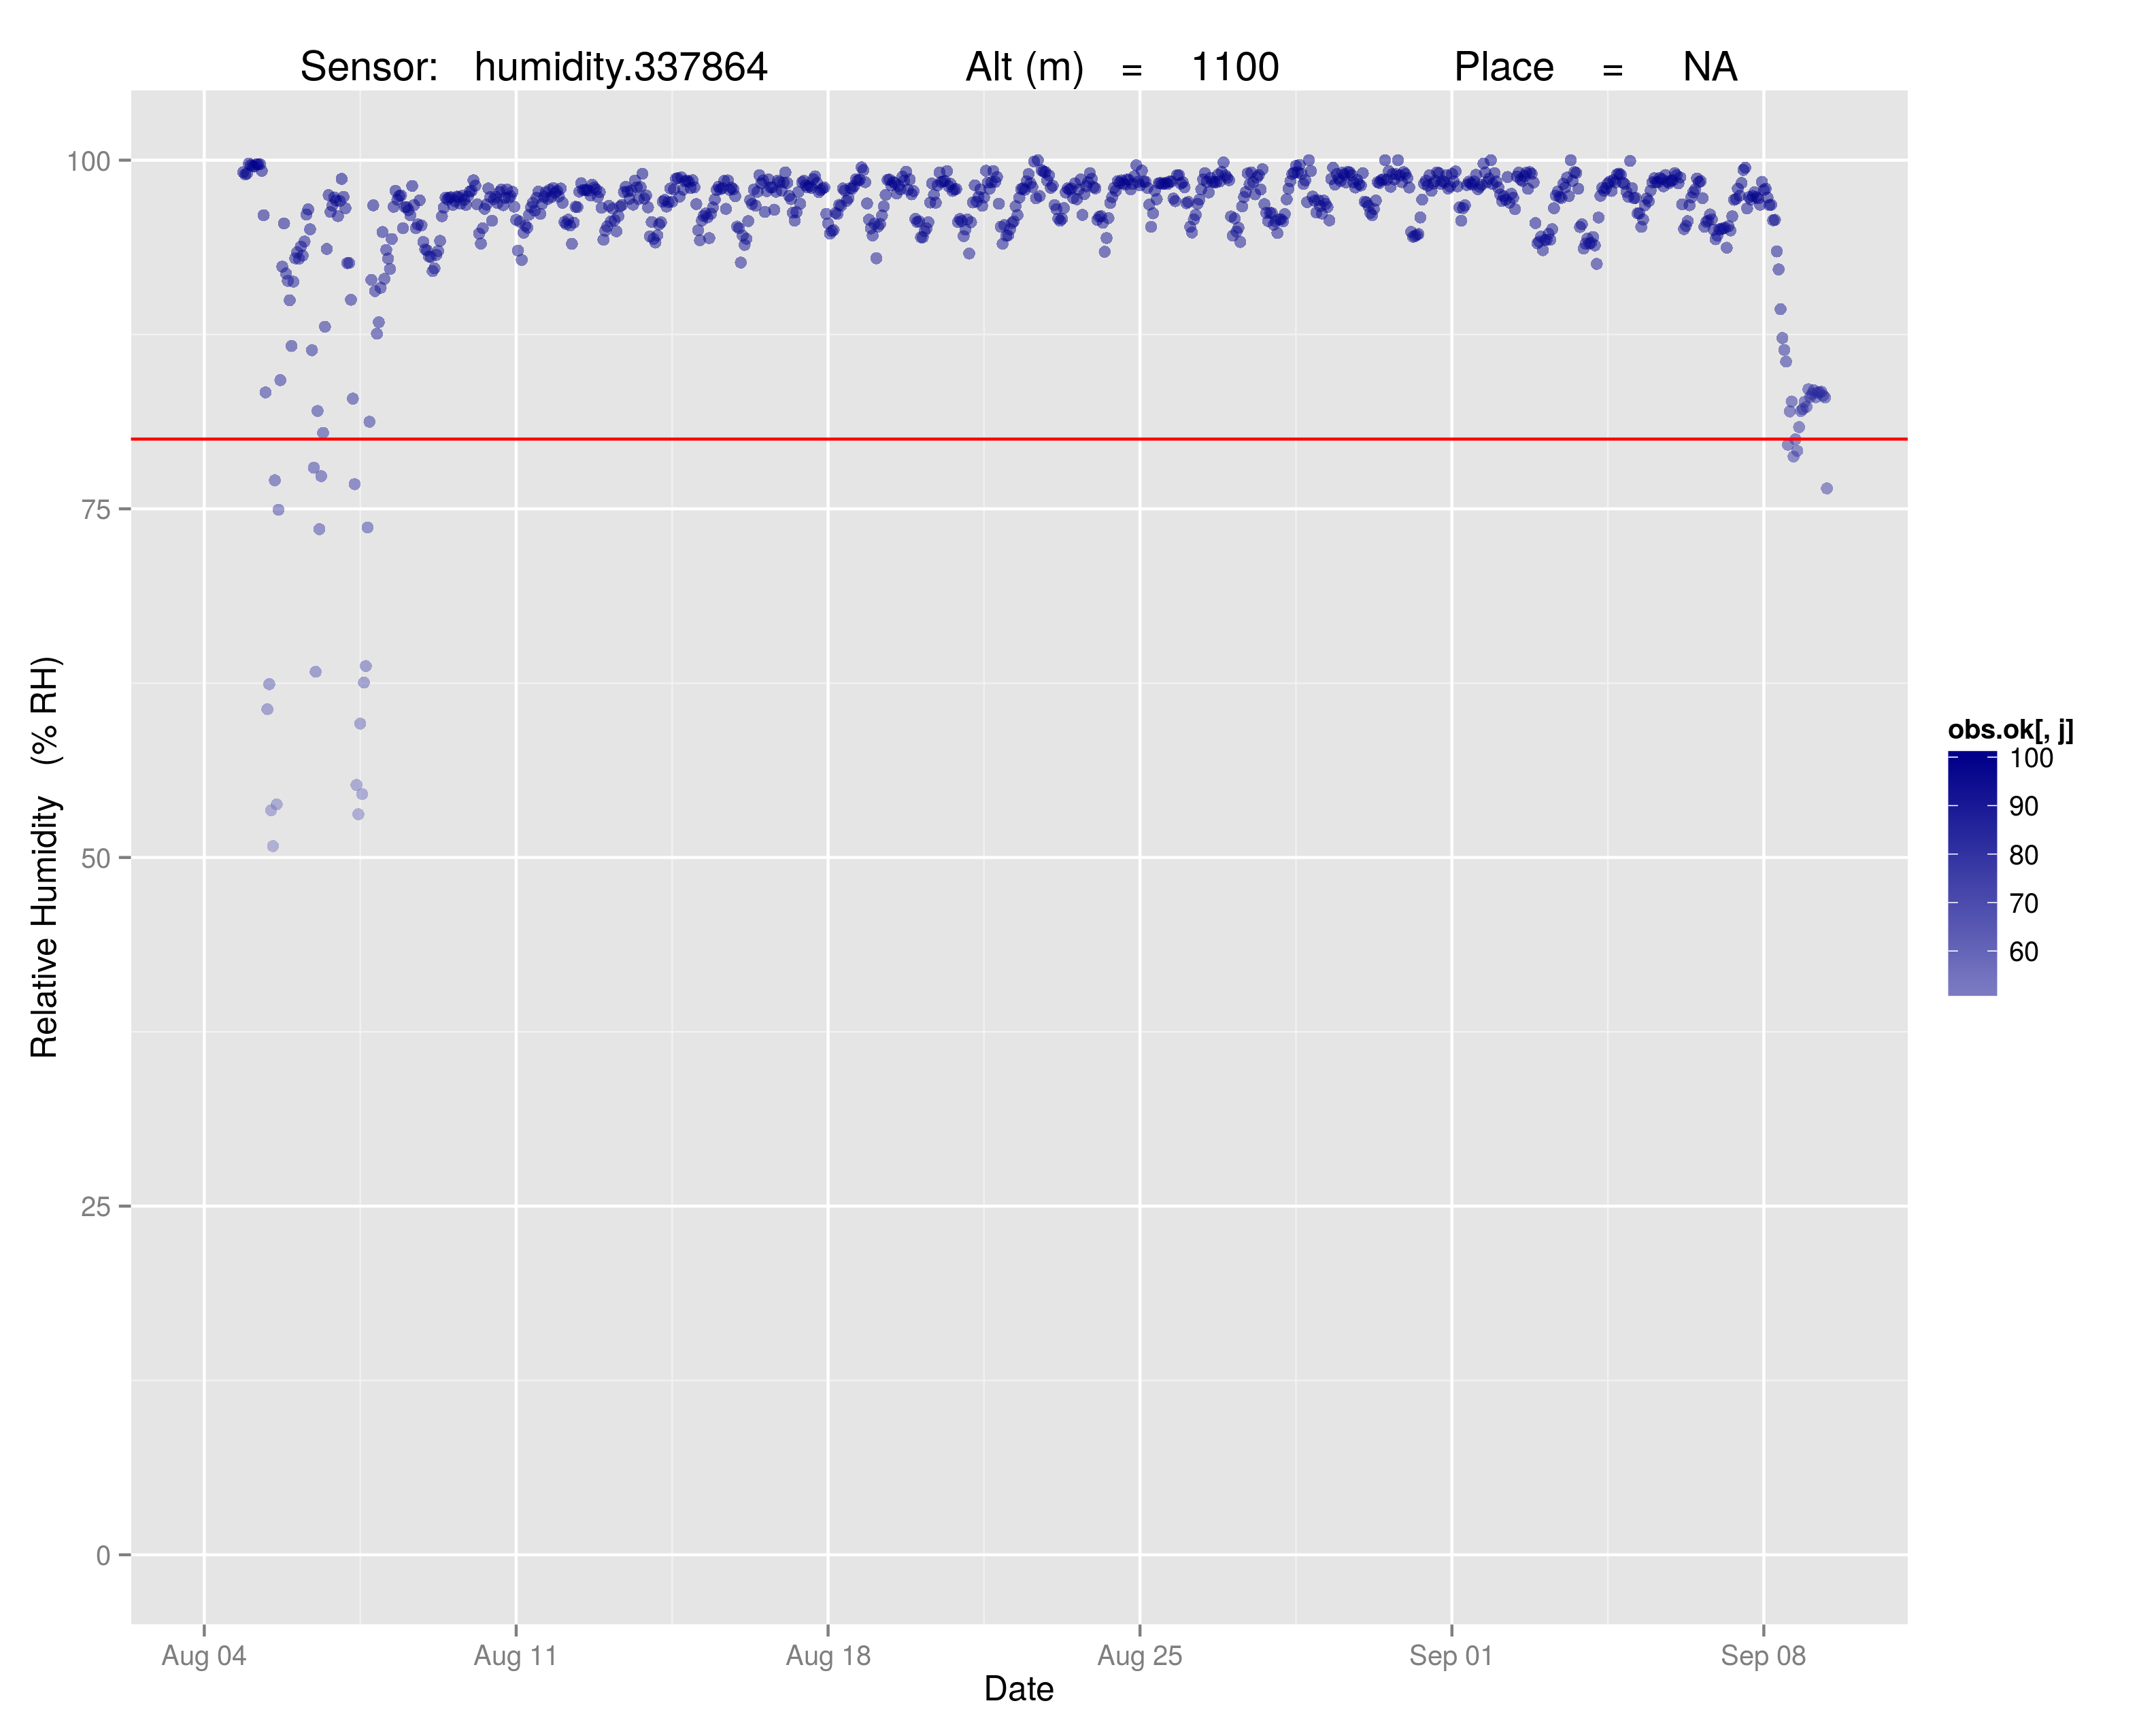 Sensor: humidity.337864 Alt (m) = 1100 Place = NA
100
75
50
25
0
Relative Humidity (% RH)
Aug 04 Aug 11 Aug 18 Aug 25 Sep 01 Sep 08
Date
obs.ok[, j]
100
90
80
70
60